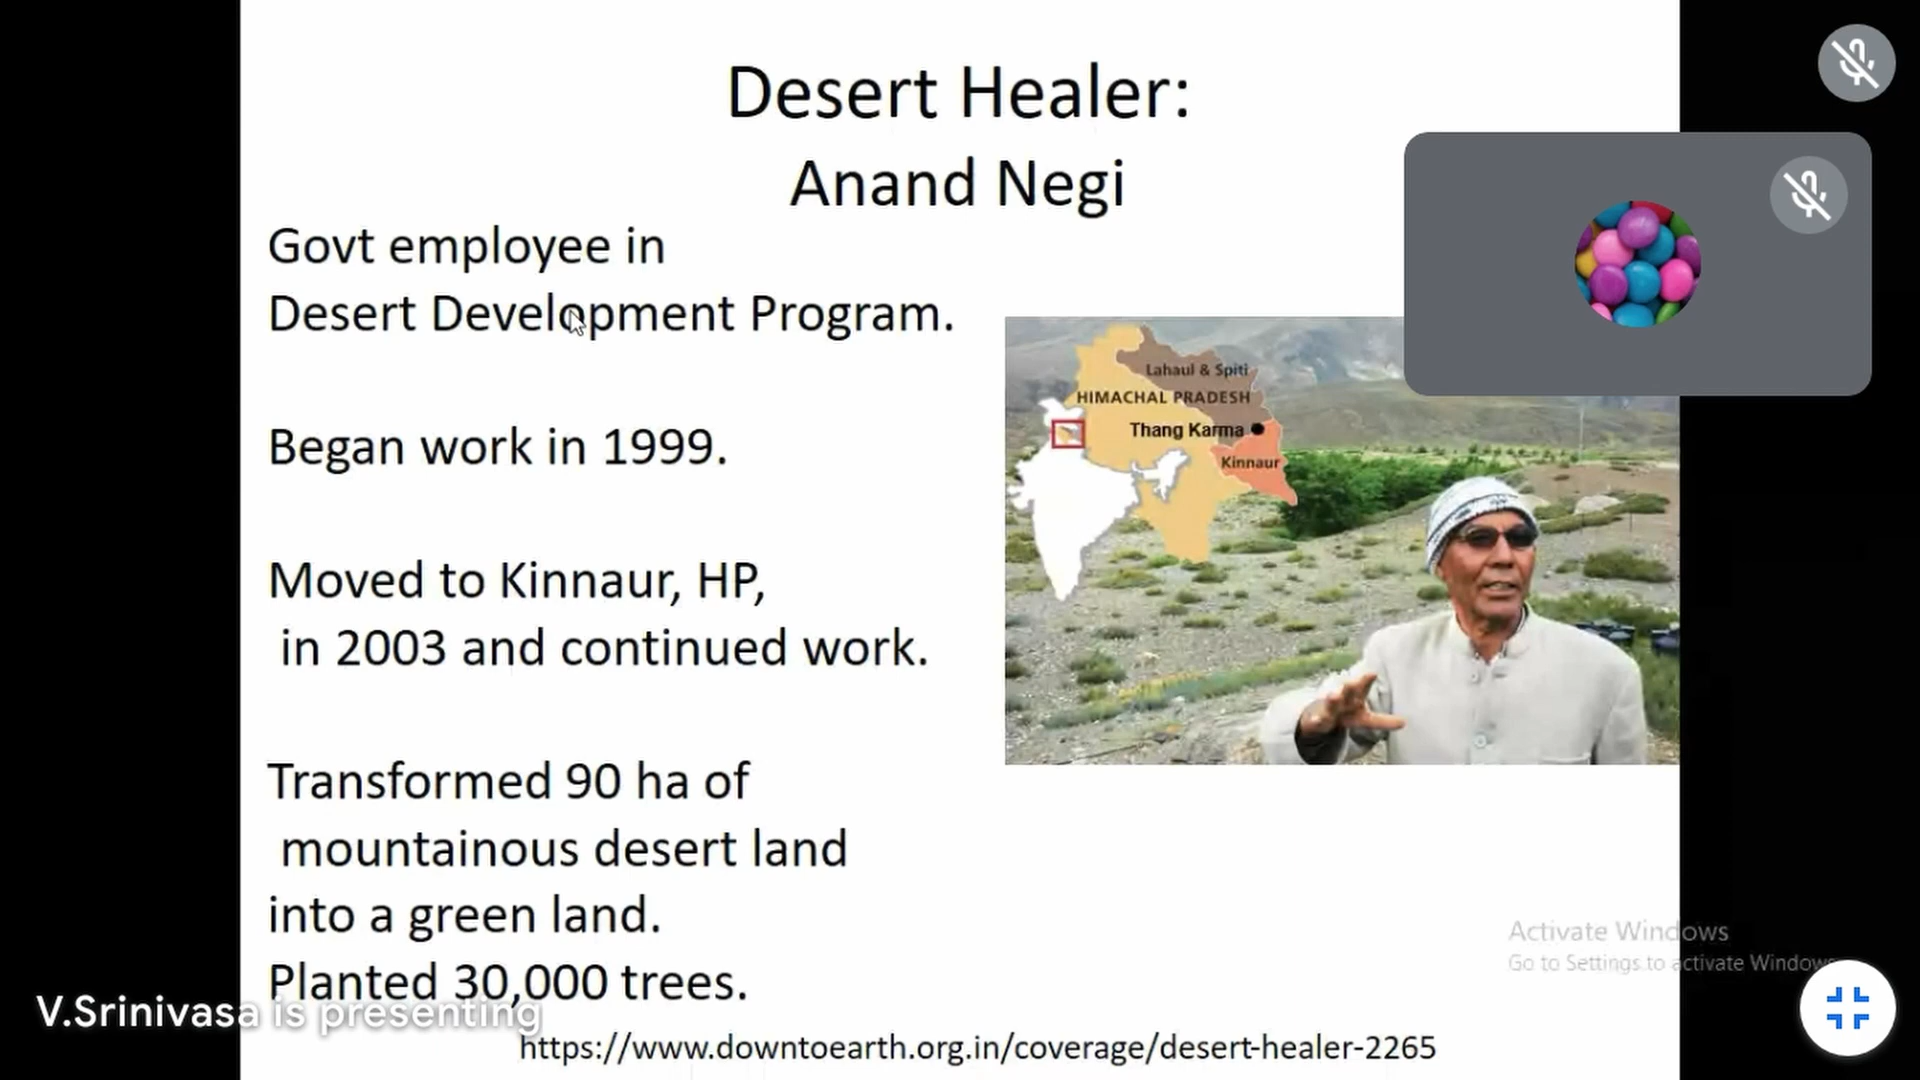 Desert Healer:
Anand Negi
Govt employee in
Desert Development Program.
Began work in 1999.
Moved to Kinnaur, HP,
in 2003 and continued work.
Transformed 90 ha of
mountainous desert land
into a green land.
Planted 30,000 trees.
Lahaul & Spiti
HIMACHAL PRADESH
Thang Karma
Kinnaur
Activate Windows
Go to Settings to activate Windows
V.Srinivasa is presenting
https://www.downtoearth.org.in/coverage/desert-healer-2265